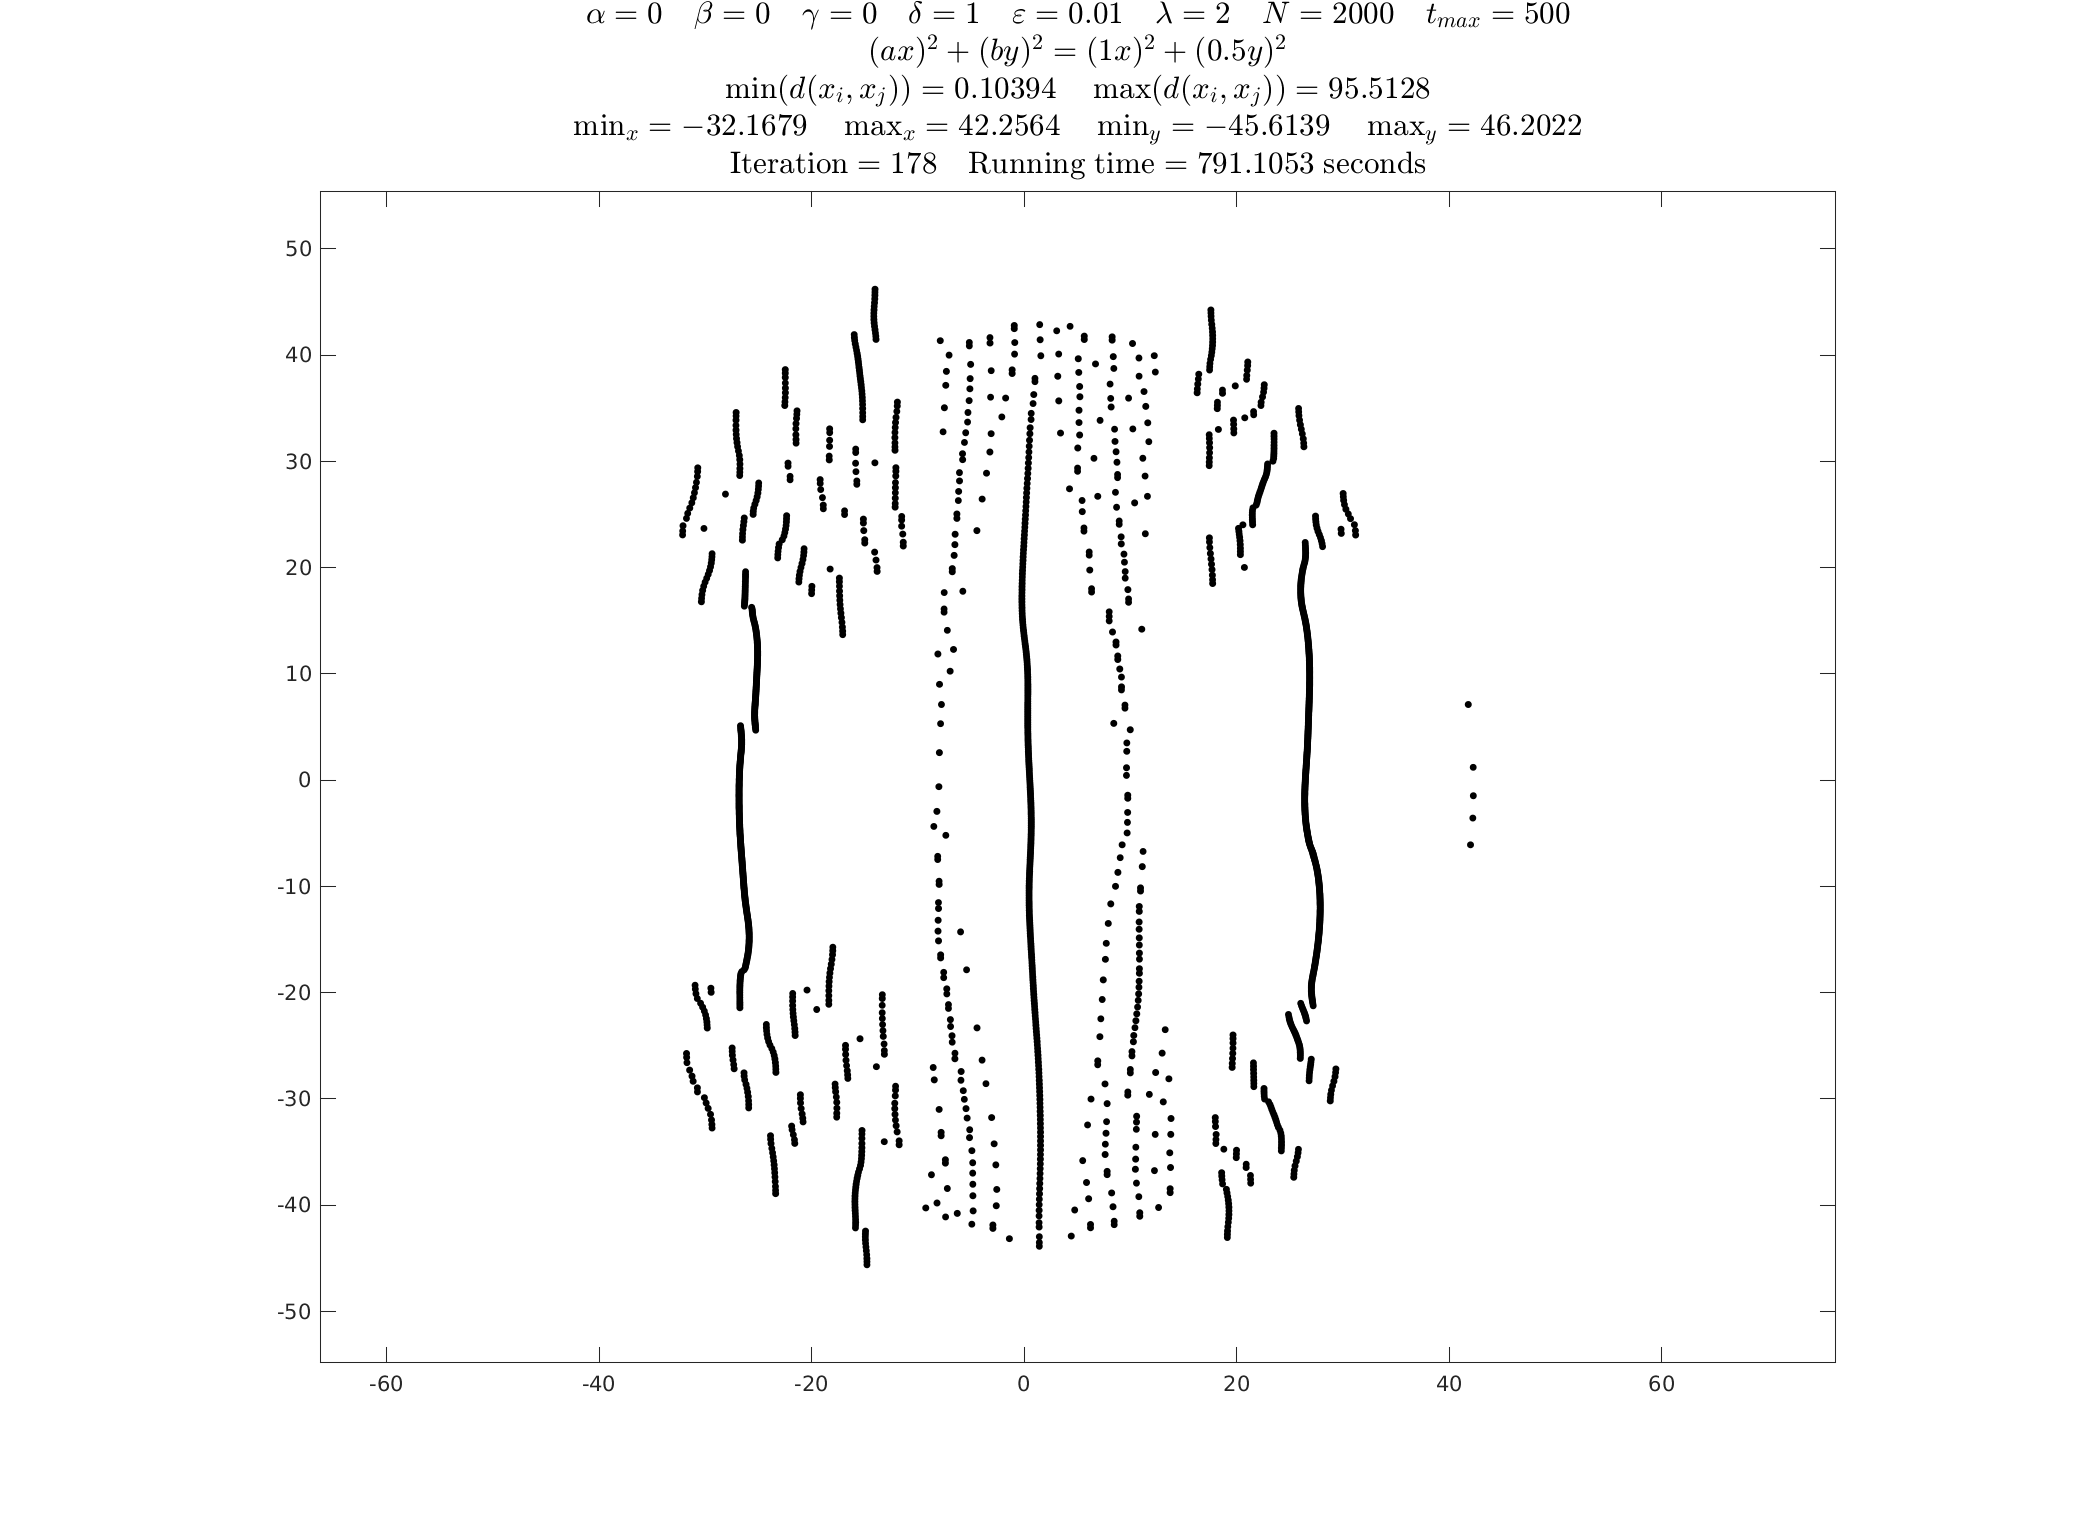 α = 0 β = 0 γ = 0 δ = 1 ε = 0.01 λ = 2 N = 2000 t_max = 500
(ax)² + (by)² = (1x)² + (0.5y)²
min(d(x_i, x_j)) = 0.10394 max(d(x_i, x_j)) = 95.5128
min_x = −32.1679 max_x = 42.2564 min_y = −45.6139 max_y = 46.2022
Iteration = 178 Running time = 791.1053 seconds
50
40
30
20
10
0
-10
-20
-30
-40
-50
-60 -40 -20 0 20 40 60